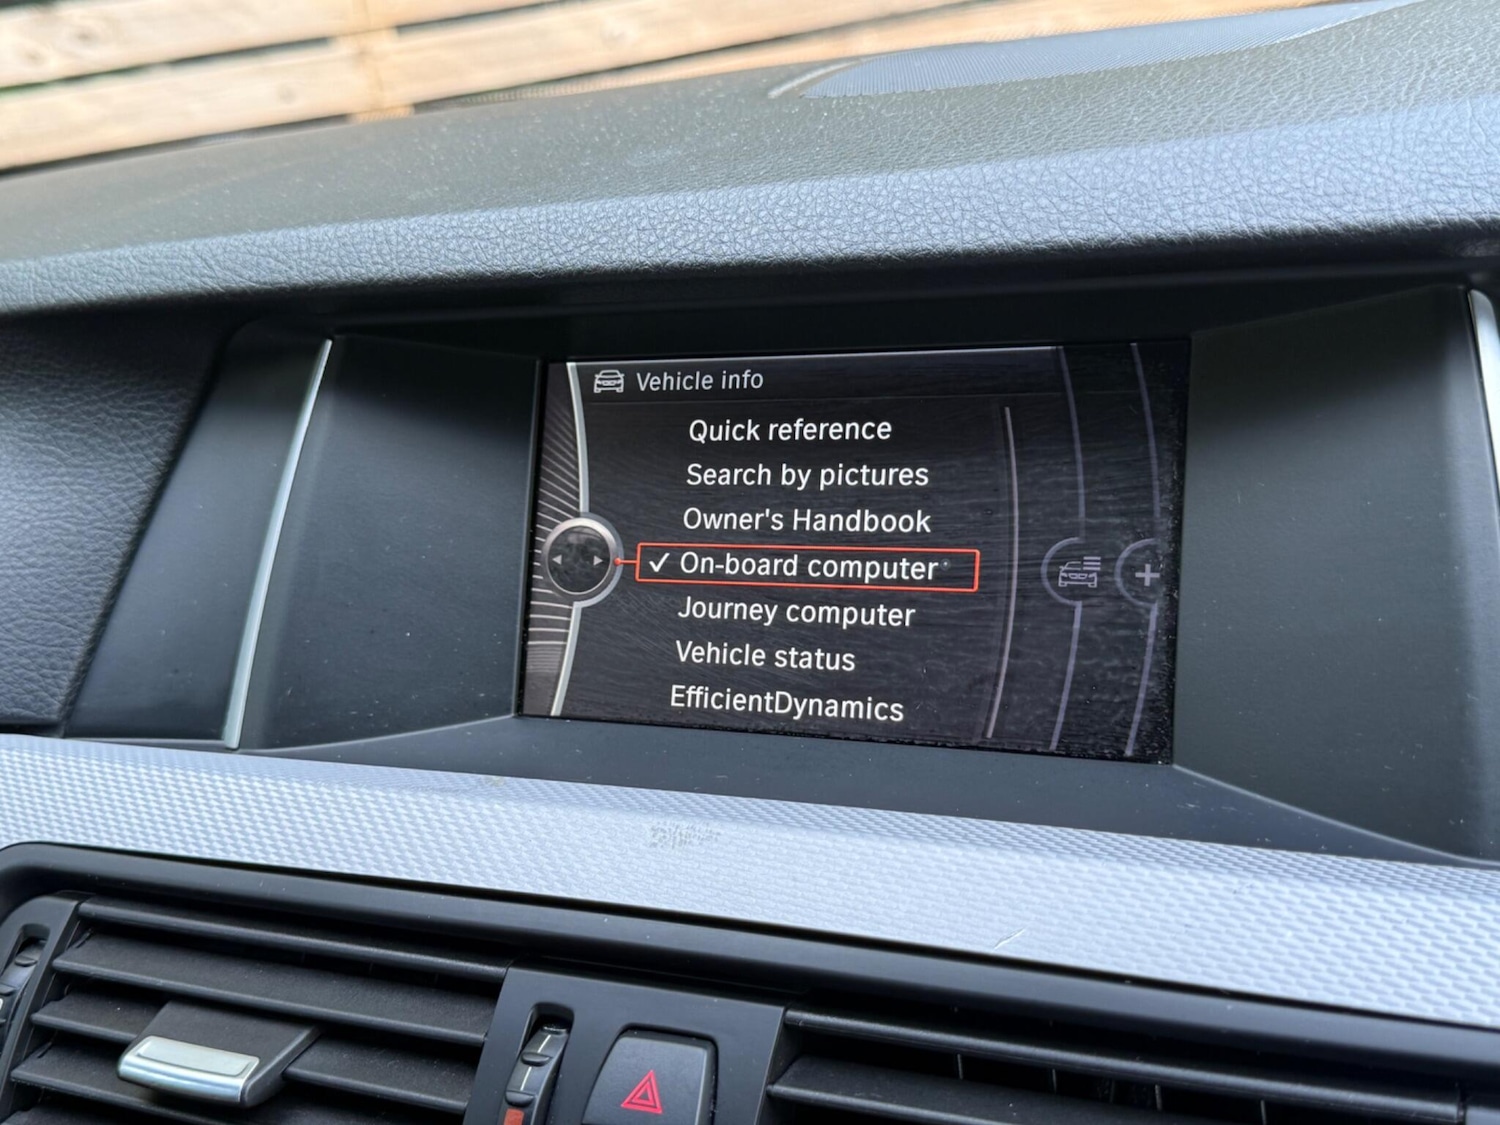 Vehicle info
Quick reference
Search by pictures
Owner's Handbook
✓ On-board computer
Journey computer
Vehicle status
EfficientDynamics